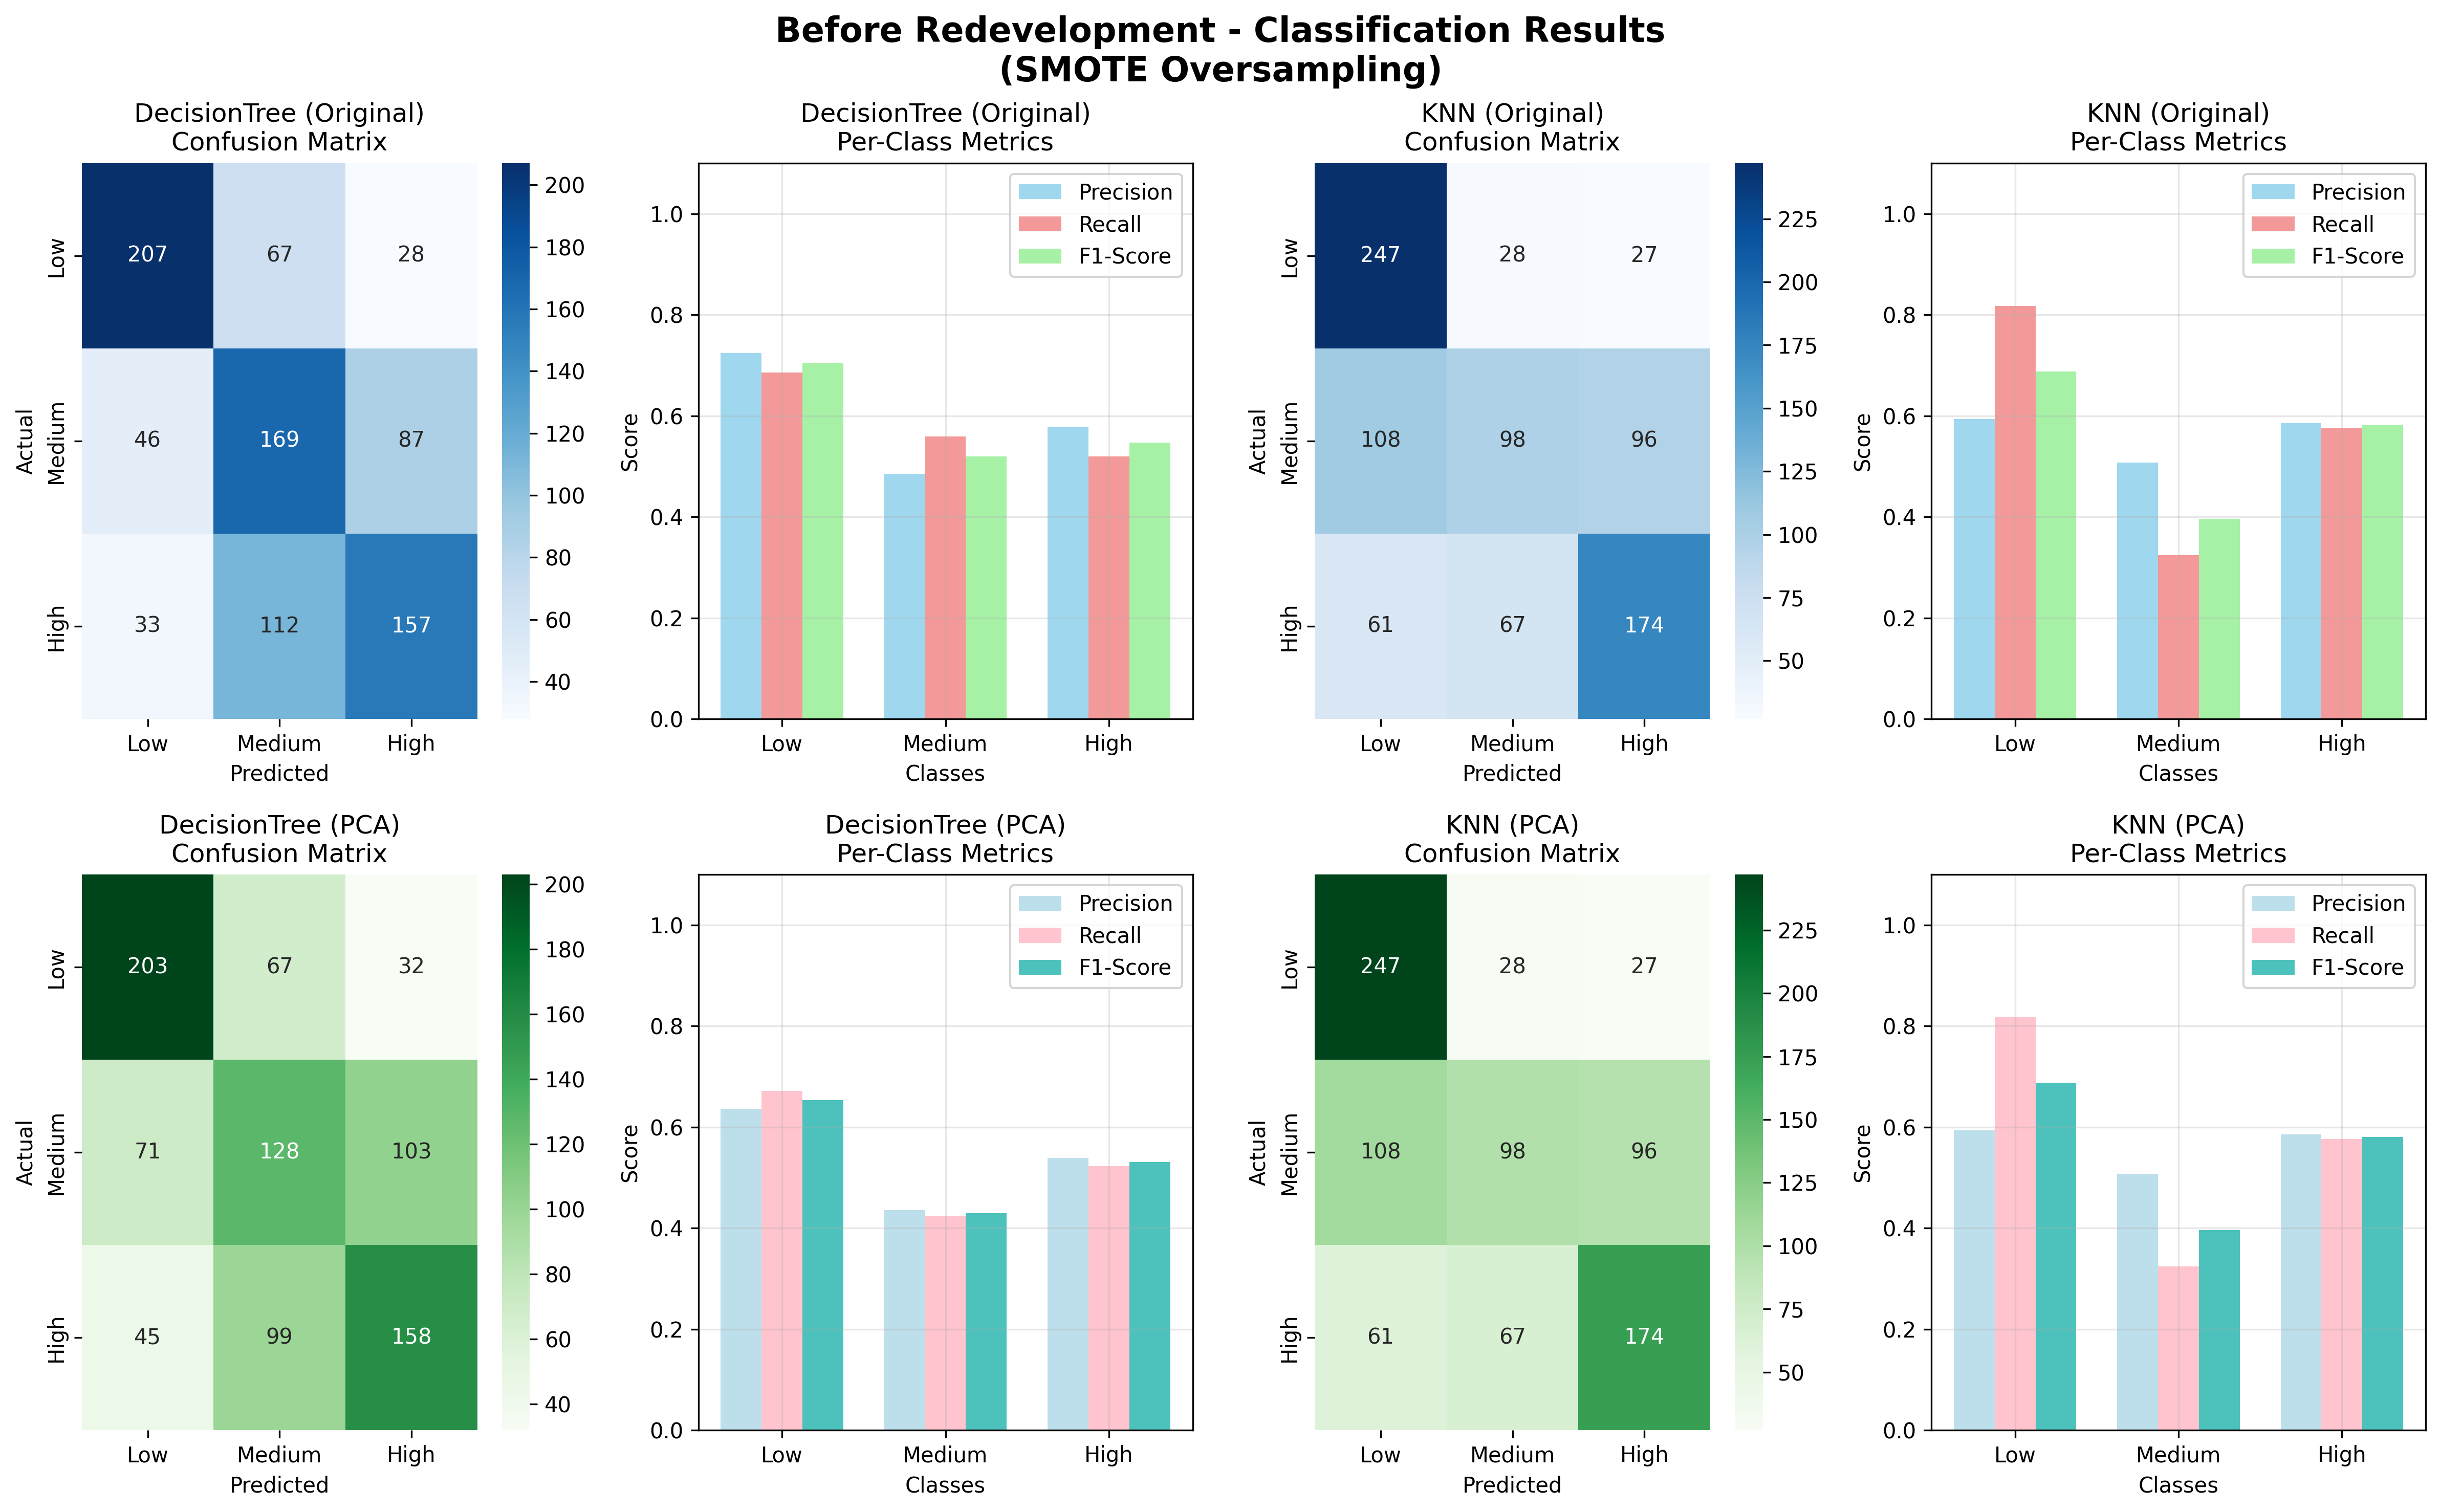 Before Redevelopment - Classification Results
(SMOTE Oversampling)
DecisionTree (Original)
Confusion Matrix
207 67 28
46 169 87
33 112 157
Low
Medium
High
Actual
Low Medium High
Predicted
200
180
160
140
120
100
80
60
40
DecisionTree (Original)
Per-Class Metrics
Precision
Recall
F1-Score
1.0
0.8
0.6
0.4
0.2
0.0
Score
Low Medium High
Classes
KNN (Original)
Confusion Matrix
247 28 27
108 98 96
61 67 174
Low
Medium
High
Actual
Low Medium High
Predicted
225
200
175
150
125
100
75
50
KNN (Original)
Per-Class Metrics
Precision
Recall
F1-Score
1.0
0.8
0.6
0.4
0.2
0.0
Score
Low Medium High
Classes
DecisionTree (PCA)
Confusion Matrix
203 67 32
71 128 103
45 99 158
Low
Medium
High
Actual
Low Medium High
Predicted
200
180
160
140
120
100
80
60
40
DecisionTree (PCA)
Per-Class Metrics
Precision
Recall
F1-Score
1.0
0.8
0.6
0.4
0.2
0.0
Score
Low Medium High
Classes
KNN (PCA)
Confusion Matrix
247 28 27
108 98 96
61 67 174
Low
Medium
High
Actual
Low Medium High
Predicted
225
200
175
150
125
100
75
50
KNN (PCA)
Per-Class Metrics
Precision
Recall
F1-Score
1.0
0.8
0.6
0.4
0.2
0.0
Score
Low Medium High
Classes